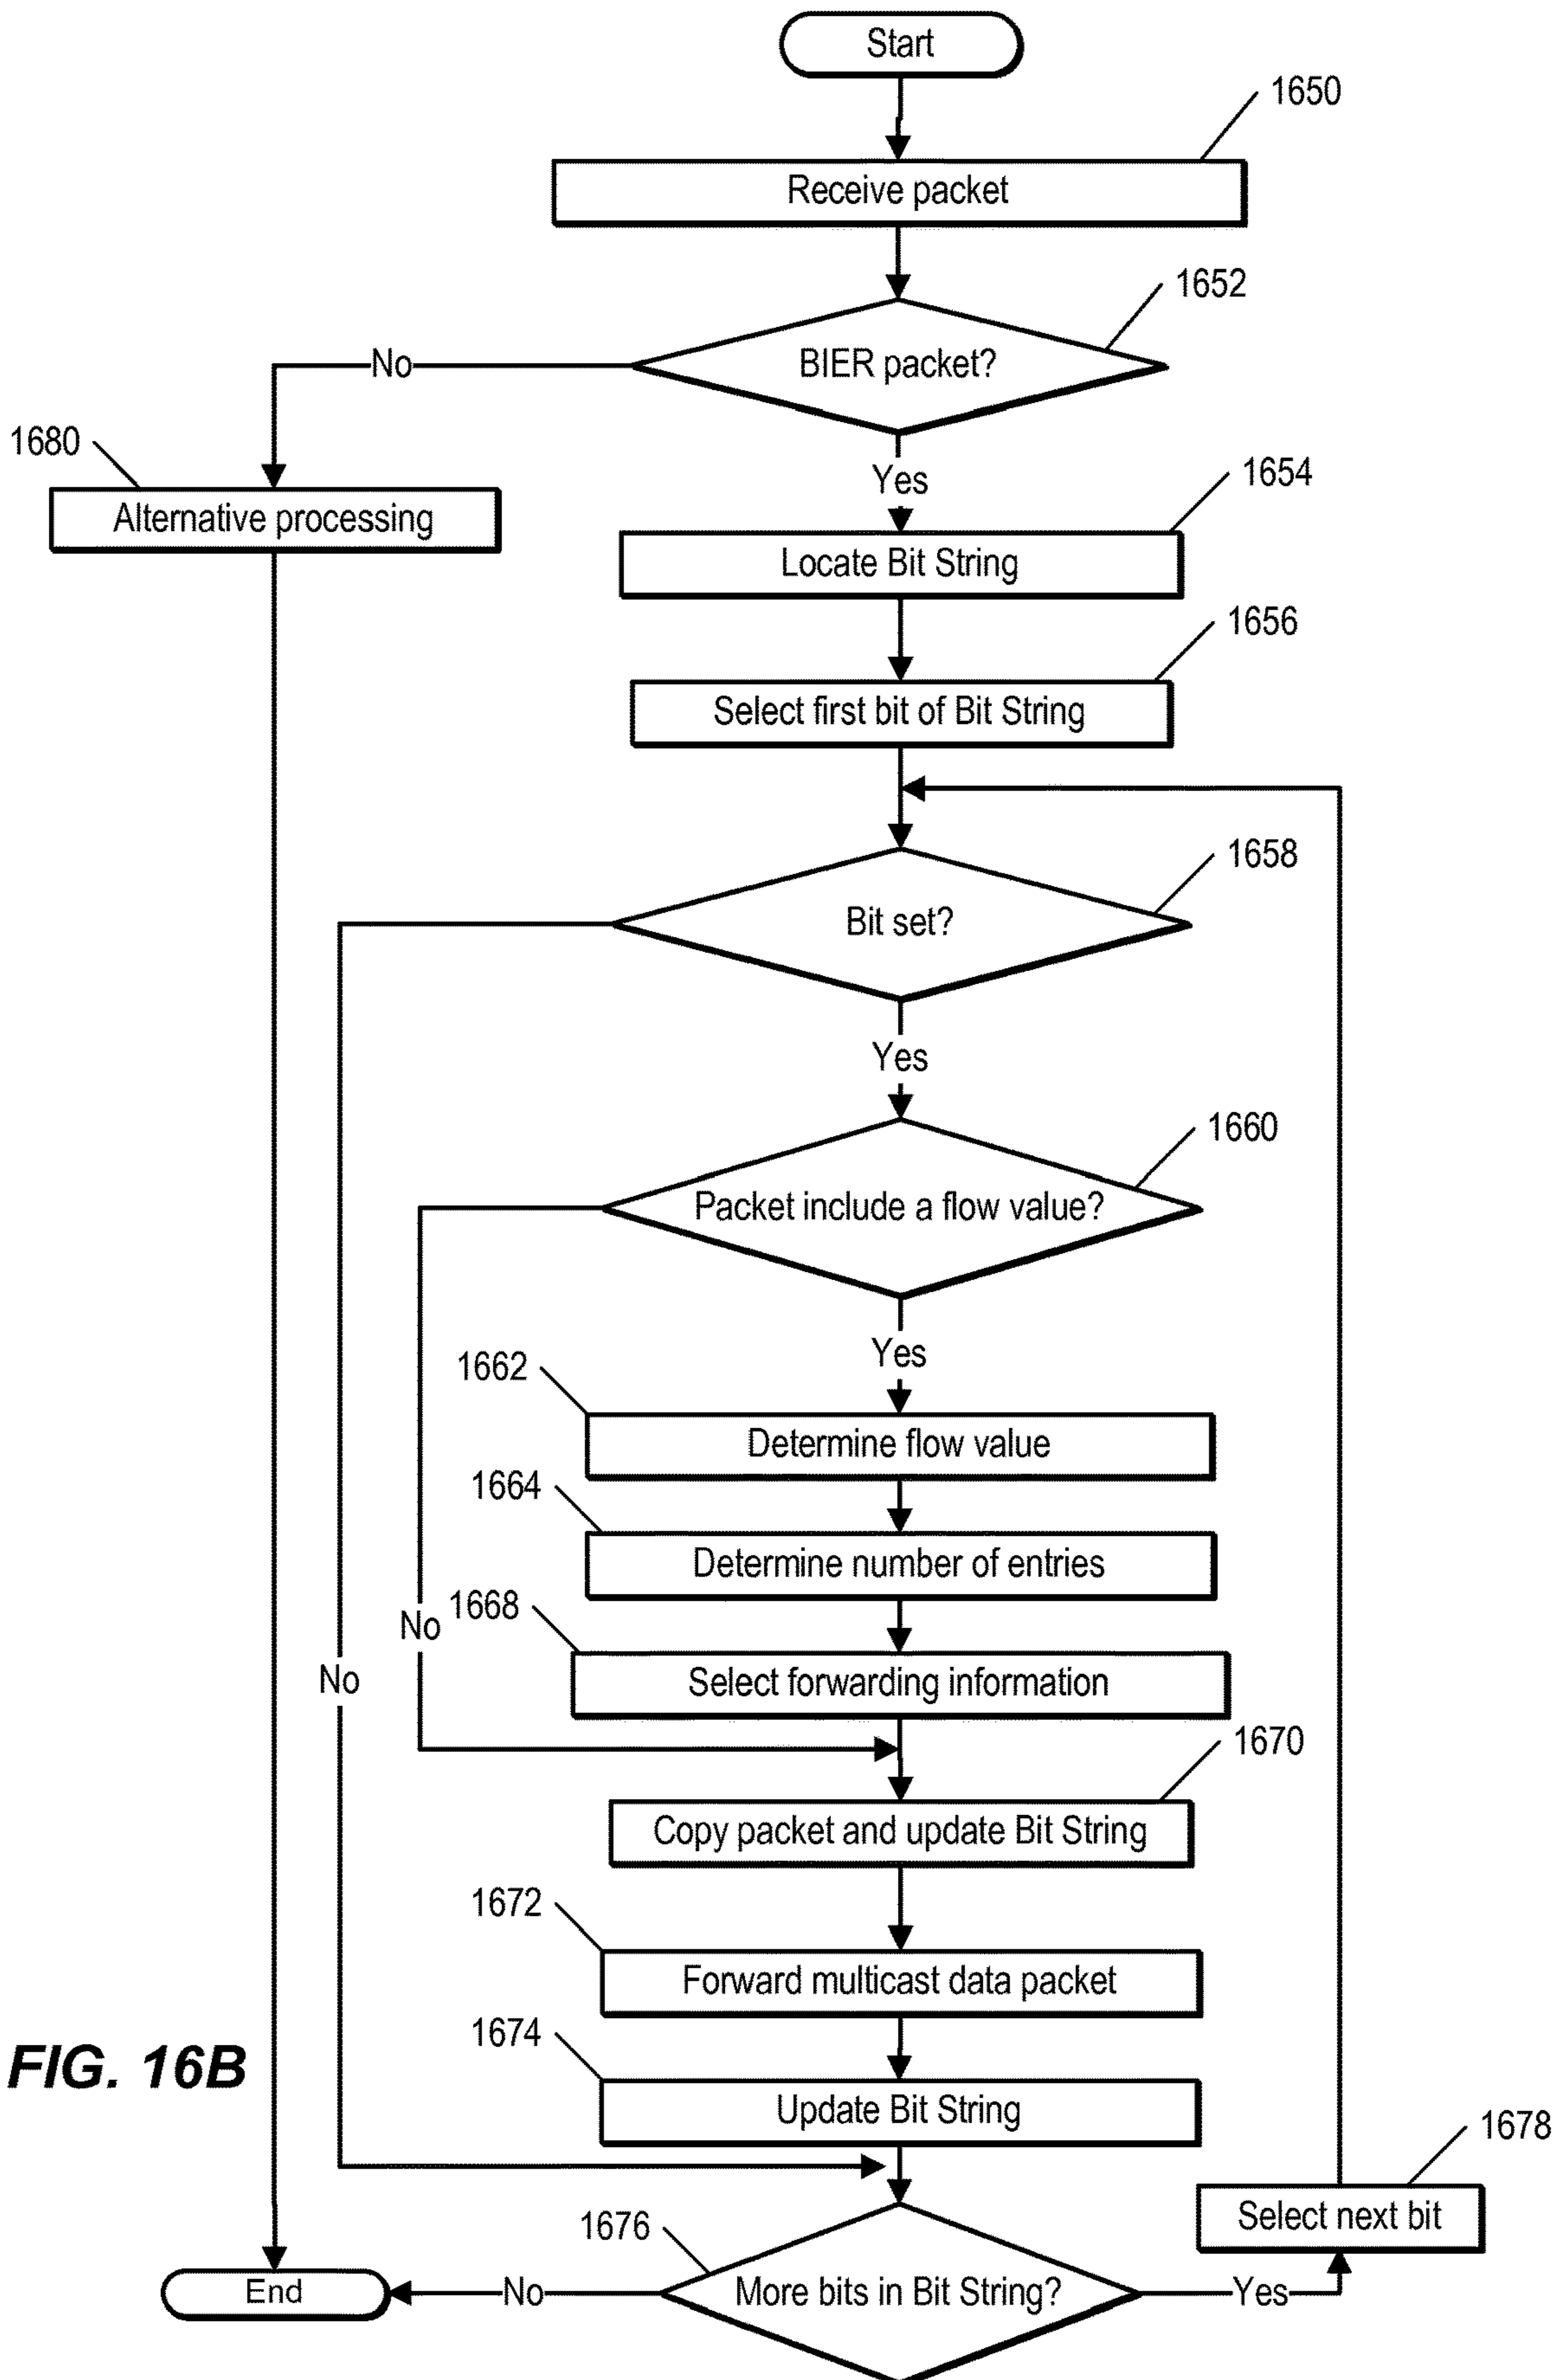 Start
1650
Receive packet
1652
BIER packet?
No
1680
Alternative processing
Yes
1654
Locate Bit String
1656
Select first bit of Bit String
1658
Bit set?
Yes
1660
Packet include a flow value?
Yes
1662
Determine flow value
1664
Determine number of entries
1668
No
Select forwarding information
No
1670
Copy packet and update Bit String
1672
Forward multicast data packet
1674
FIG. 16B
Update Bit String
1678
Select next bit
1676
More bits in Bit String?
No
Yes
End